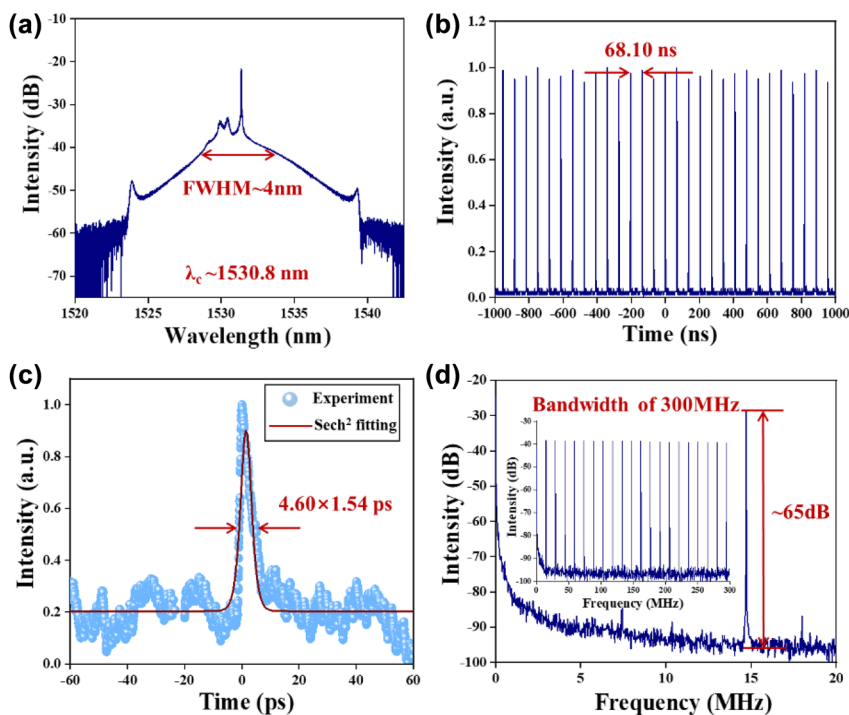 (a)
-10
-20
-30
-40
-50
-60
-70
Intensity (dB)
FWHM~4nm
λc ~1530.8 nm
1520 1525 1530 1535 1540
Wavelength (nm)
(b)
1.2
1.0
0.8
0.6
0.4
0.2
0.0
Intensity (a.u.)
68.10 ns
-1000 -800 -600 -400 -200 0 200 400 600 800 1000
Time (ns)
(c)
1.0
0.8
0.6
0.4
0.2
0.0
Intensity (a.u.)
Experiment
Sech² fitting
4.60×1.54 ps
-60 -40 -20 0 20 40 60
Time (ps)
(d)
-20
-30
-40
-50
-60
-70
-80
-90
-100
Intensity (dB)
Bandwidth of 300MHz
~65dB
-30
-40
-50
-60
-70
-80
-90
-100
Intensity (dB)
0 50 100 150 200 250 300
Frequency (MHz)
0 5 10 15 20
Frequency (MHz)